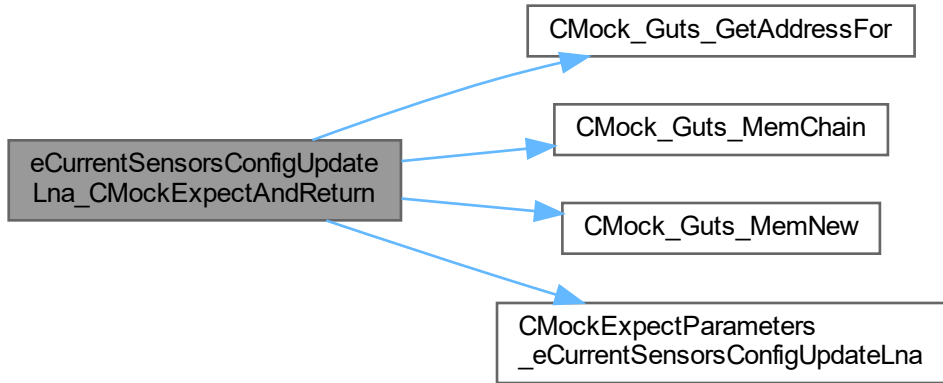 CMock_Guts_GetAddressFor
CMock_Guts_MemChain
eCurrentSensorsConfigUpdate
Lna_CMockExpectAndReturn
CMock_Guts_MemNew
CMockExpectParameters
_eCurrentSensorsConfigUpdateLna